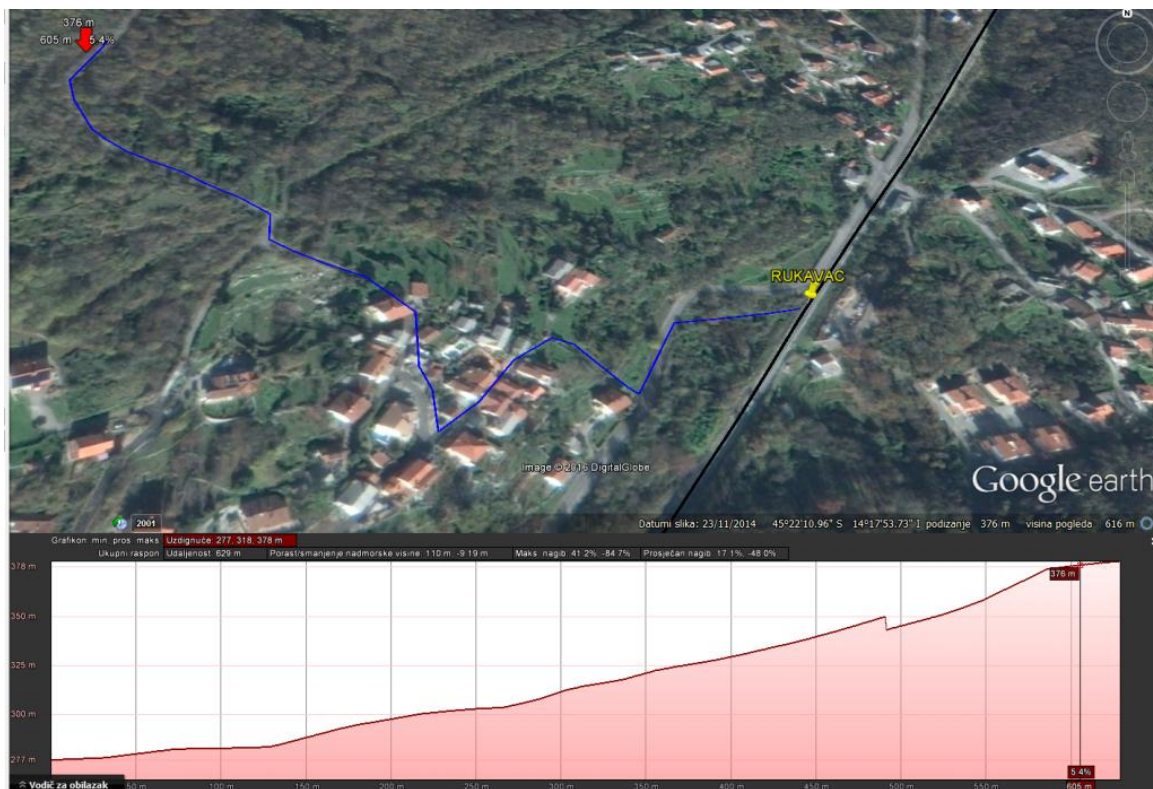 376 m
605 m 5.4%
N
RUKAVAC
Image © 2016 DigitalGlobe
Google earth
2001
Datumi slika: 23/11/2014 45°22'10.96" S 14°17'53.73" I podizanje 376 m visina pogleda 616 m
Grafikon: min, pros, maks Uzdignuće: 277, 318, 378 m
Ukupni raspon: Udaljenost: 629 m Porast/smanjenje nadmorske visine: 110 m, -9.19 m Maks. nagib: 41.2%, -84.7% Prosječan nagib: 17.1%, -48.0%
378 m
376 m
350 m
325 m
300 m
277 m
5.4%
Vodič za obilazak
50 m 100 m 150 m 200 m 250 m 300 m 350 m 400 m 450 m 500 m 550 m 605 m